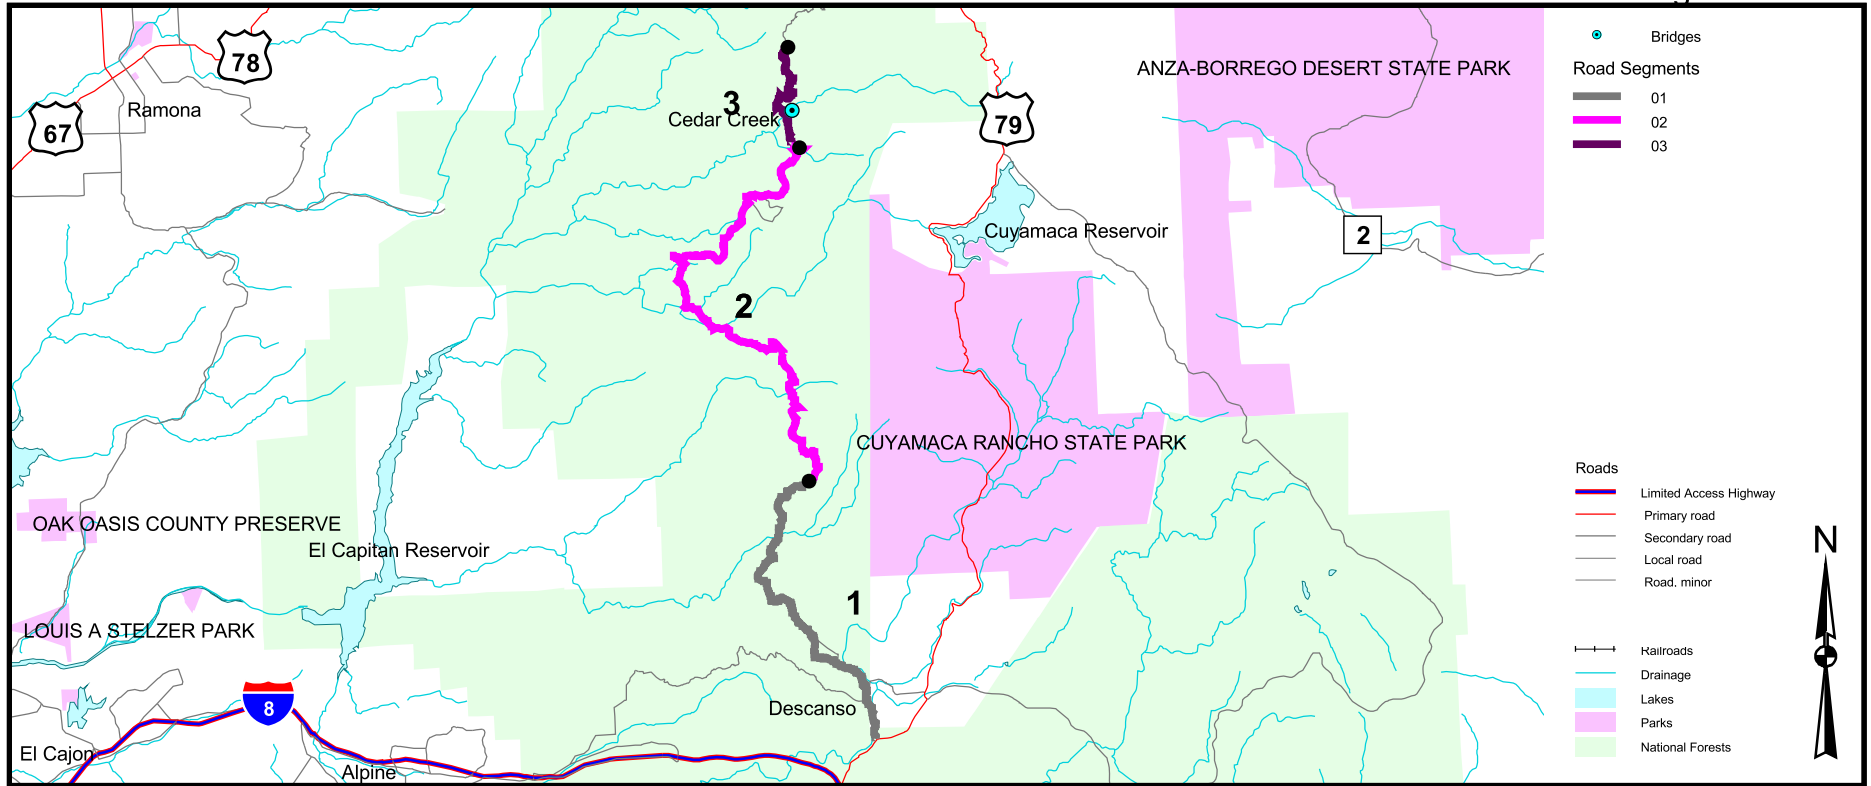 78
67
Ramona
3
Cedar Creek
79
ANZA-BORREGO DESERT STATE PARK
Cuyamaca Reservoir
2
2
CUYAMACA RANCHO STATE PARK
OAK OASIS COUNTY PRESERVE
El Capitan Reservoir
1
LOUIS A STELZER PARK
Descanso
8
El Cajon
Alpine
Bridges
Road Segments
01
02
03
Roads
Limited Access Highway
Primary road
Secondary road
Local road
Road, minor
N
Railroads
Drainage
Lakes
Parks
National Forests